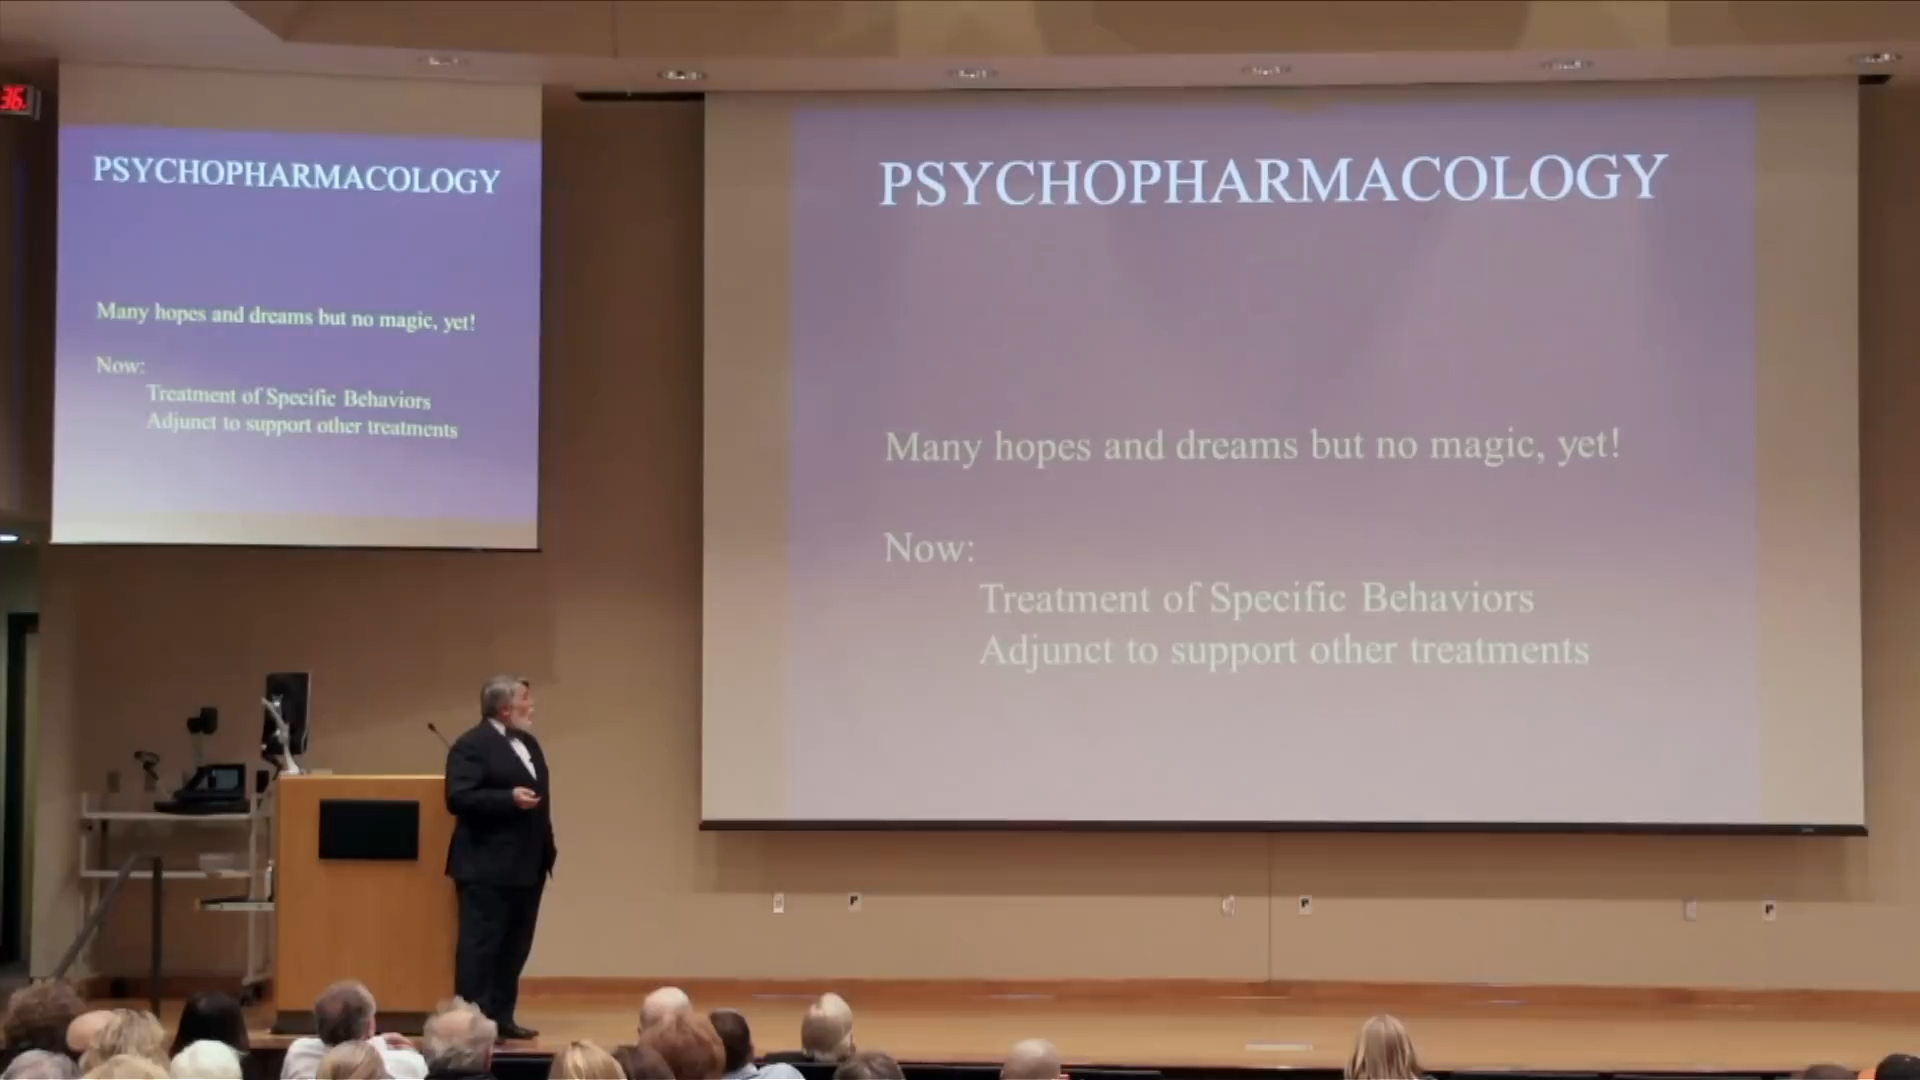 36
PSYCHOPHARMACOLOGY
Many hopes and dreams but no magic, yet!
Now:
Treatment of Specific Behaviors
Adjunct to support other treatments
PSYCHOPHARMACOLOGY
Many hopes and dreams but no magic, yet!
Now:
Treatment of Specific Behaviors
Adjunct to support other treatments